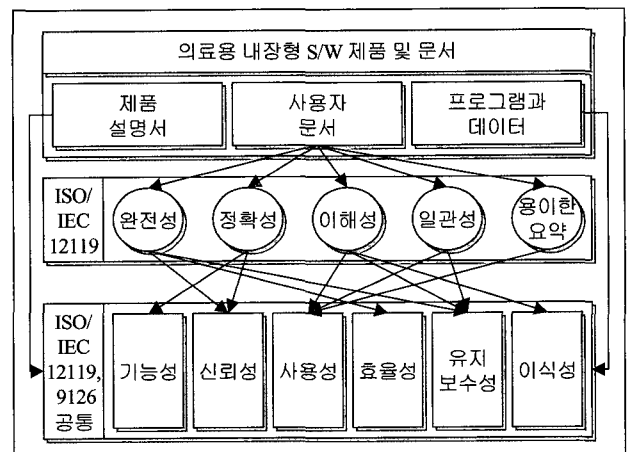 의료용 내장형 S/W 제품 및 문서
제품
설명서
사용자
문서
프로그램과
데이터
ISO/
IEC
12119
완전성
정확성
이해성
일관성
용이한
요약
ISO/
IEC
12119,
9126
공통
기능성
신뢰성
사용성
효율성
유지
보수성
이식성